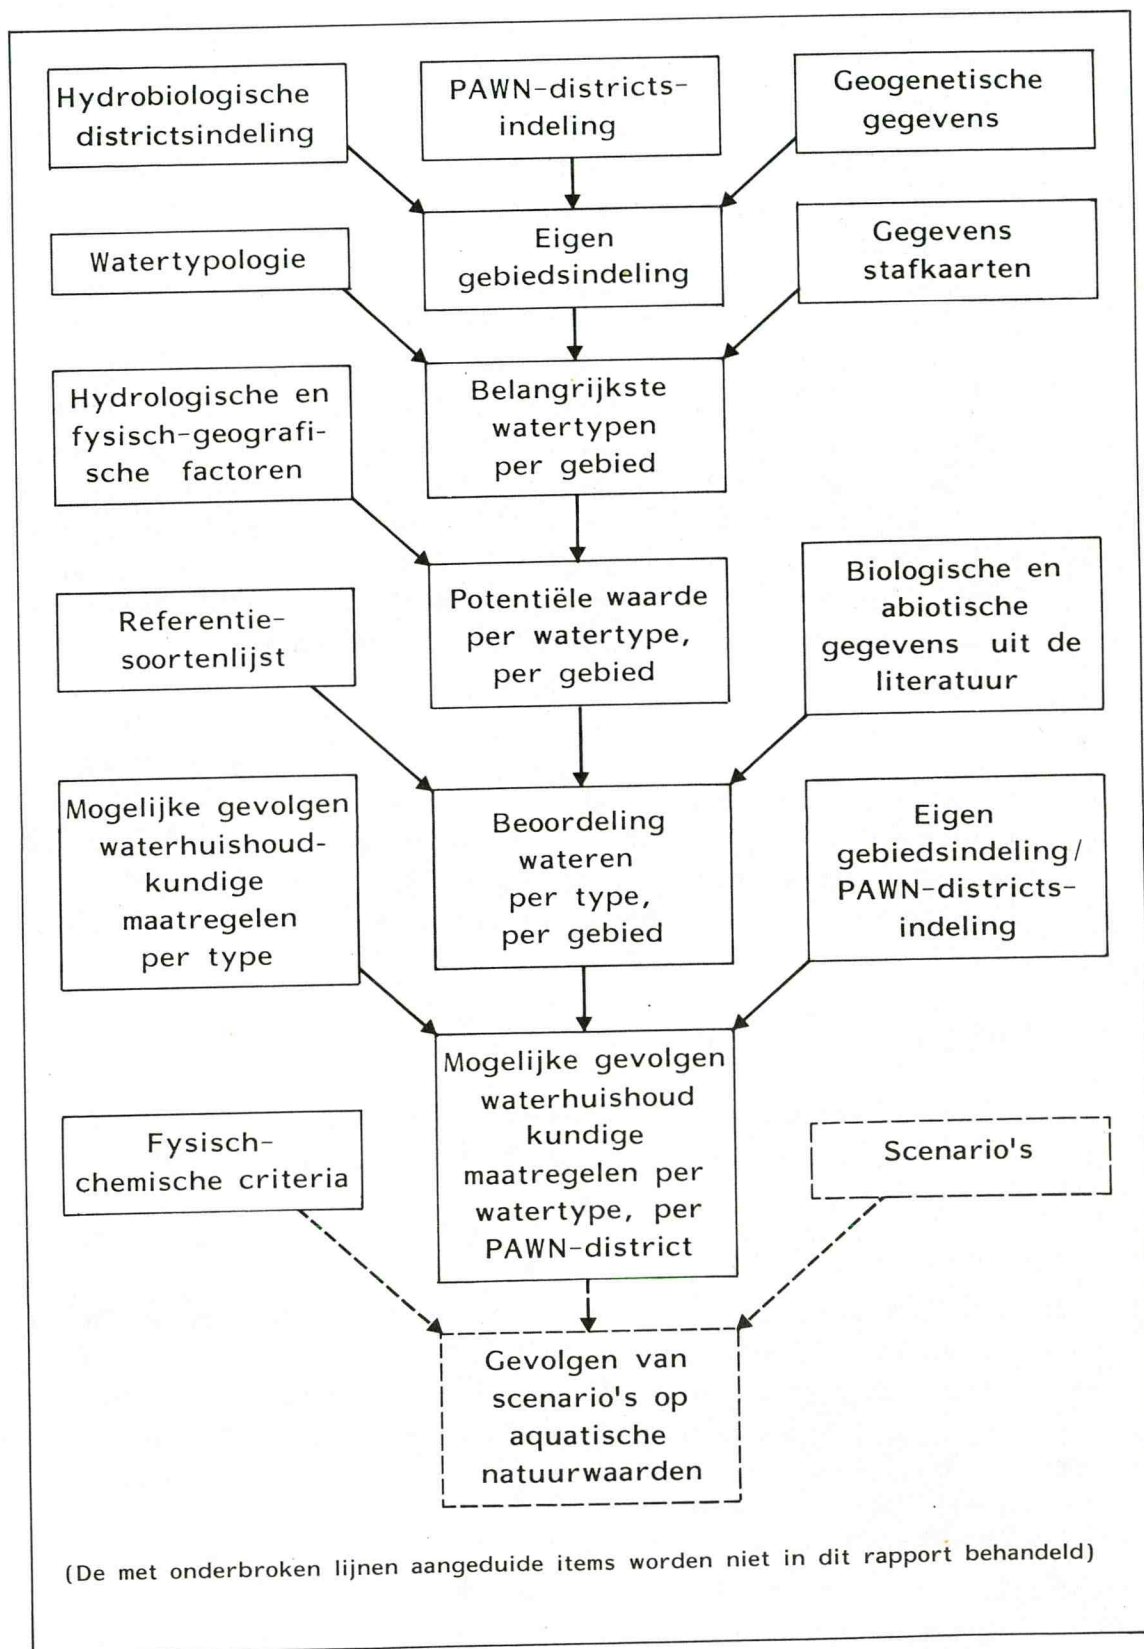 Hydrobiologische
districtsindeling
PAWN-districts-
indeling
Geogenetische
gegevens
Eigen
gebiedsindeling
Watertypologie
Gegevens
stafkaarten
Belangrijkste
watertypen
per gebied
Hydrologische en
fysisch-geografi-
sche factoren
Potentiële waarde
per watertype,
per gebied
Biologische en
abiotische
gegevens uit de
literatuur
Referentie-
soortenlijst
Beoordeling
wateren
per type,
per gebied
Mogelijke gevolgen
waterhuishoud-
kundige
maatregelen
per type
Eigen
gebiedsindeling/
PAWN-districts-
indeling
Mogelijke gevolgen
waterhuishoud
kundige
maatregelen per
watertype, per
PAWN-district
Fysisch-
chemische criteria
Scenario's
Gevolgen van
scenario's op
aquatische
natuurwaarden
(De met onderbroken lijnen aangeduide items worden niet in dit rapport behandeld)